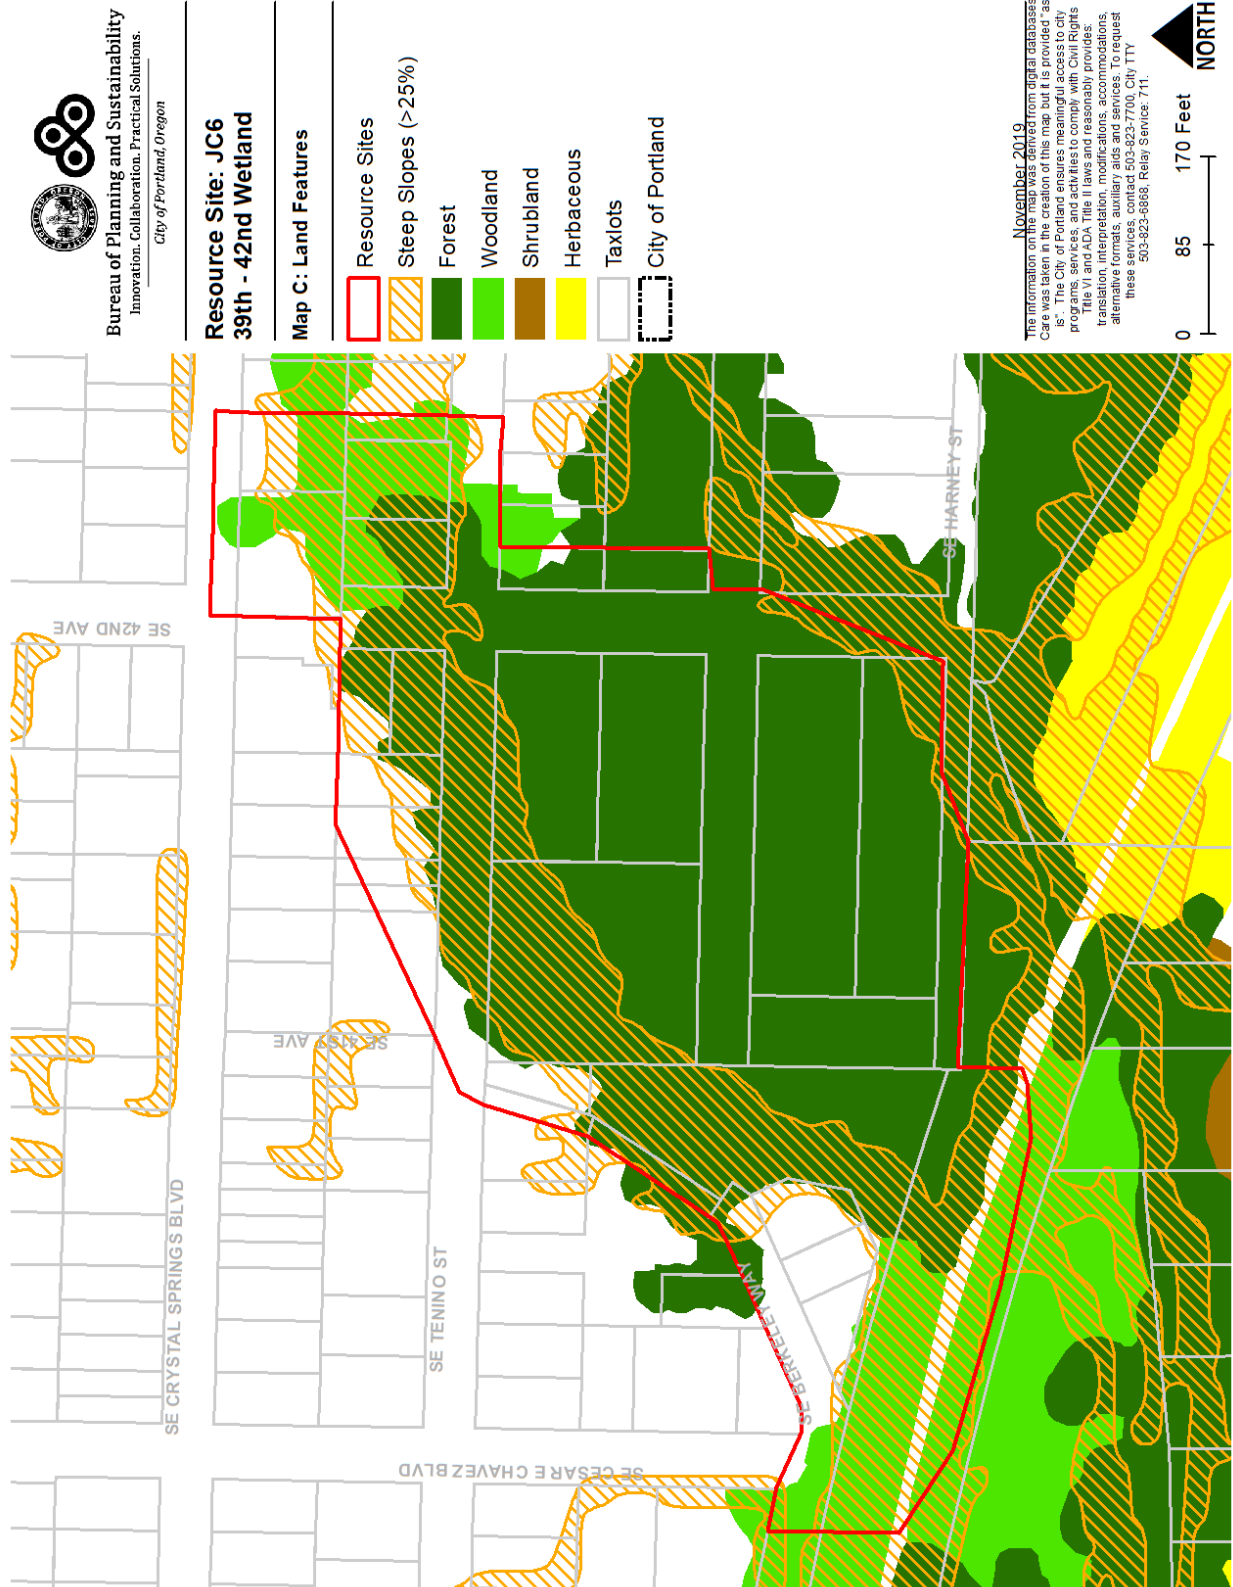 Bureau of Planning and Sustainability
Innovation. Collaboration. Practical Solutions.
City of Portland, Oregon
Resource Site: JC6
39th - 42nd Wetland
Map C: Land Features
Resource Sites
Steep Slopes (>25%)
Forest
Woodland
Shrubland
Herbaceous
Taxlots
City of Portland
November 2019
The information on the map was derived from digital databases
Care was taken in the creation of this map but it is provided "as
is". The City of Portland ensures meaningful access to city
programs, services, and activities to comply with Civil Rights
Title VI and ADA Title II laws and reasonably provides:
translation, interpretation, modifications, accommodations,
alternative formats, auxiliary aids and services. To request
these services, contact 503-823-7700, City TTY
503-823-6868, Relay Service: 711.
0 85 170 Feet
NORTH
SE CRYSTAL SPRINGS BLVD
SE TENINO ST
SE BERKELEY WAY
SE HARNEY ST
SE CESAR E CHAVEZ BLVD
SE 41ST AVE
SE 42ND AVE